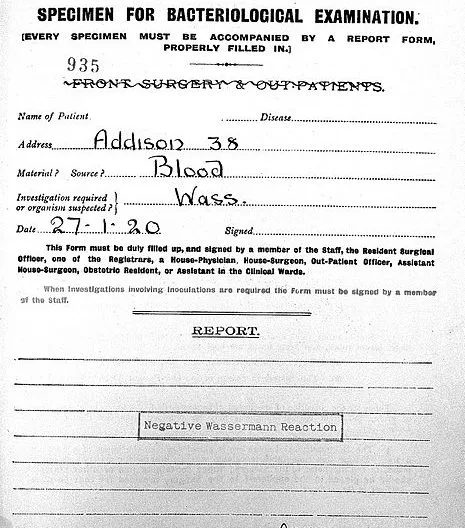 SPECIMEN FOR BACTERIOLOGICAL EXAMINATION.
[EVERY SPECIMEN MUST BE ACCOMPANIED BY A REPORT FORM,
PROPERLY FILLED IN.]
935
FRONT SURGERY & OUT-PATIENTS.
Name of Patient Disease
Address Addison 38
Material? Source? Blood
Investigation required
or organism suspected? } Wass.
Date 27-1-20 Signed
This Form must be duly filled up, and signed by a member of the Staff, the Resident Surgical
Officer, one of the Registrars, a House-Physician, House-Surgeon, Out-Patient Officer, Assistant
House-Surgeon, Obstetric Resident, or Assistant in the Clinical Wards.
When Investigations involving Inoculations are required the Form must be signed by a member
of the Staff.
REPORT.
Negative Wassermann Reaction